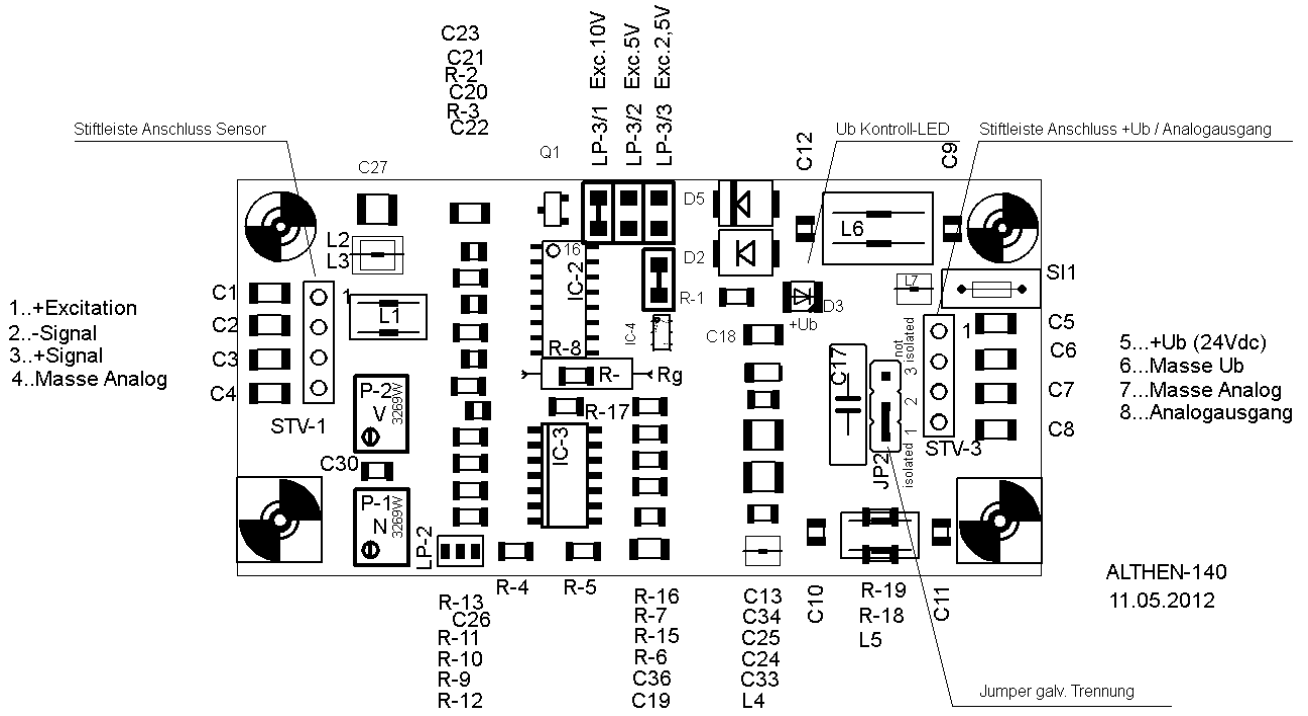 C23
C21
R-2
C20
R-3
C22
LP-3/1 Exc.10V
LP-3/2 Exc.5V
LP-3/3 Exc.2,5V
Stiftleiste Anschluss Sensor
Ub Kontroll-LED
Stiftleiste Anschluss +Ub / Analogausgang
C27
Q1
C12
C9
D5
L2
L3
16
IC-2
D2
L6
L7
SI1
C1
C2
C3
C4
1
L1
R-1
D3
+Ub
IC-4
C18
C17
1..+Excitation
2..-Signal
3..+Signal
4..Masse Analog
3 not isolated
2
1 isolated
1
C5
C6
C7
C8
5...+Ub (24Vdc)
6...Masse Ub
7...Masse Analog
8...Analogausgang
R-8
R-
Rg
P-2
V
3269W
STV-1
R-17
IC-3
JP2
STV-3
C30
P-1
N
3269W
LP-2
R-4
R-5
R-13
C26
R-11
R-10
R-9
R-12
R-16
R-7
R-15
R-6
C36
C19
C13
C34
C25
C24
C33
L4
C10
R-19
R-18
L5
C11
ALTHEN-140
11.05.2012
Jumper galv. Trennung